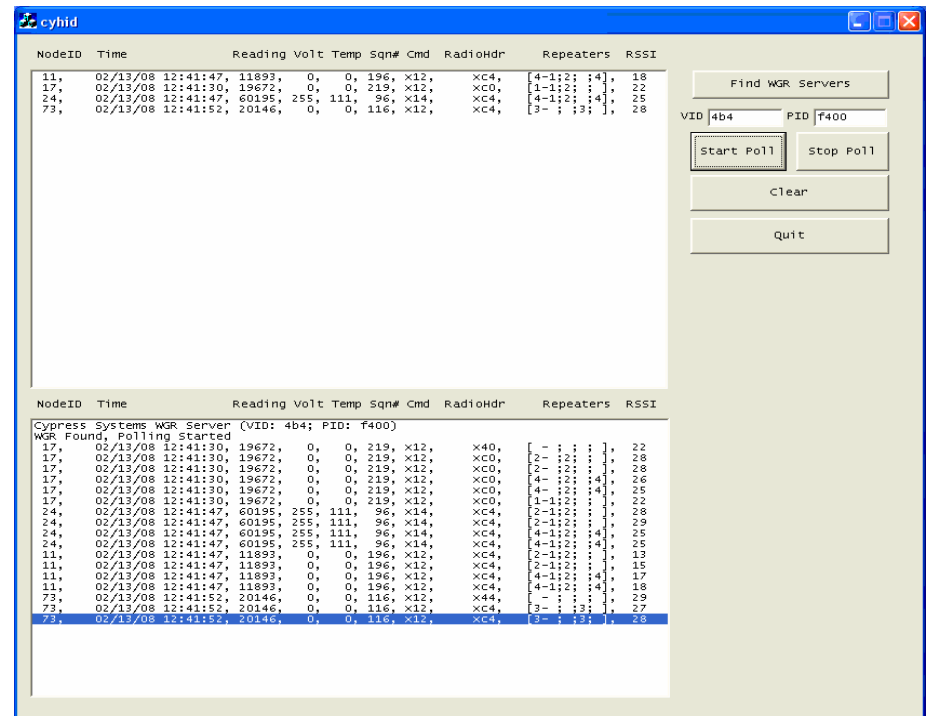 cyhid
NodeID Time Reading Volt Temp Sqn# Cmd RadioHdr Repeaters RSSI
11, 02/13/08 12:41:47, 11893, 0, 0, 196, x12, xc4, [4-1;2; ;4], 18
17, 02/13/08 12:41:30, 19672, 0, 0, 219, x12, xc0, [1-1;2; ; ], 22
24, 02/13/08 12:41:47, 60195, 255, 111, 96, x14, xc4, [4-1;2; ;4], 25
73, 02/13/08 12:41:52, 20146, 0, 0, 116, x12, xc4, [3- ; ;3; ], 28
Find WGR Servers
VID 4b4 PID f400
Start Poll Stop Poll
Clear
Quit
NodeID Time Reading Volt Temp Sqn# Cmd RadioHdr Repeaters RSSI
Cypress Systems WGR Server (VID: 4b4; PID: f400)
WGR Found, Polling Started
17, 02/13/08 12:41:30, 19672, 0, 0, 219, x12, x40, [ - ; ; ; ], 22
17, 02/13/08 12:41:30, 19672, 0, 0, 219, x12, xc0, [2- ;2; ; ], 28
17, 02/13/08 12:41:30, 19672, 0, 0, 219, x12, xc0, [2- ;2; ; ], 28
17, 02/13/08 12:41:30, 19672, 0, 0, 219, x12, xc0, [4- ;2; ;4], 26
17, 02/13/08 12:41:30, 19672, 0, 0, 219, x12, xc0, [4- ;2; ;4], 25
17, 02/13/08 12:41:30, 19672, 0, 0, 219, x12, xc0, [1-1;2; ; ], 22
24, 02/13/08 12:41:47, 60195, 255, 111, 96, x14, xc4, [2-1;2; ; ], 28
24, 02/13/08 12:41:47, 60195, 255, 111, 96, x14, xc4, [2-1;2; ; ], 29
24, 02/13/08 12:41:47, 60195, 255, 111, 96, x14, xc4, [4-1;2; ;4], 25
24, 02/13/08 12:41:47, 60195, 255, 111, 96, x14, xc4, [4-1;2; ;4], 25
11, 02/13/08 12:41:47, 11893, 0, 0, 196, x12, xc4, [2-1;2; ; ], 13
11, 02/13/08 12:41:47, 11893, 0, 0, 196, x12, xc4, [2-1;2; ; ], 15
11, 02/13/08 12:41:47, 11893, 0, 0, 196, x12, xc4, [4-1;2; ;4], 17
11, 02/13/08 12:41:47, 11893, 0, 0, 196, x12, xc4, [4-1;2; ;4], 18
73, 02/13/08 12:41:52, 20146, 0, 0, 116, x12, x44, [ - ; ; ; ], 29
73, 02/13/08 12:41:52, 20146, 0, 0, 116, x12, xc4, [3- ; ;3; ], 27
73, 02/13/08 12:41:52, 20146, 0, 0, 116, x12, xc4, [3- ; ;3; ], 28